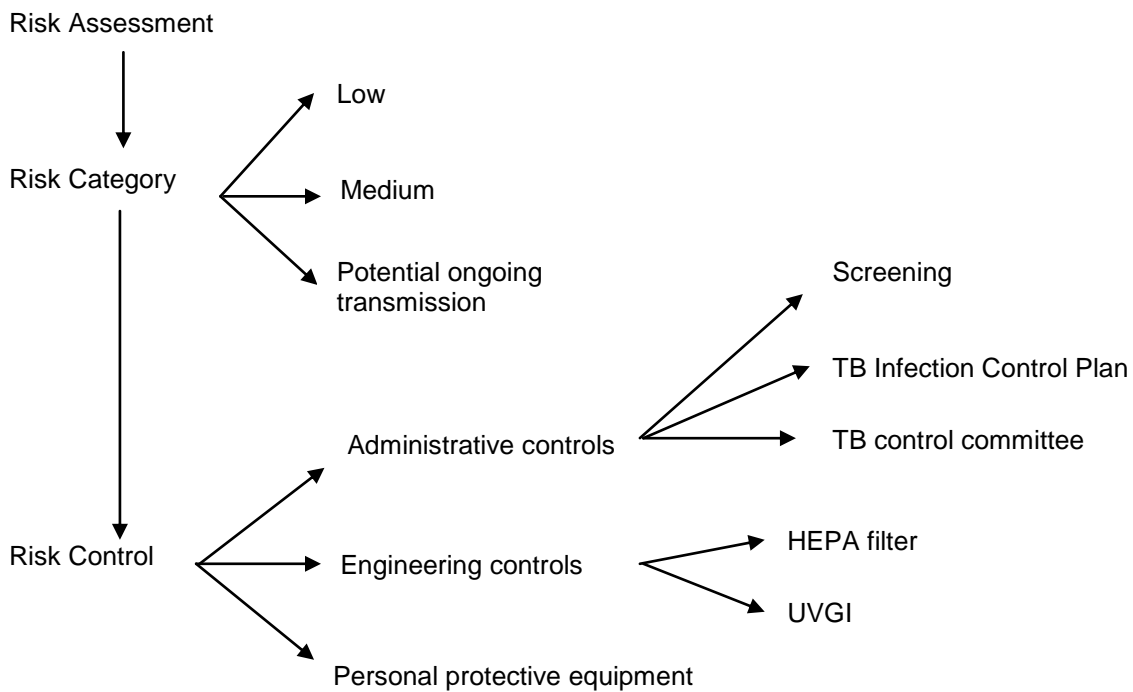 Risk Assessment
Low
Risk Category
Medium
Potential ongoing
transmission
Screening
TB Infection Control Plan
Administrative controls
TB control committee
Risk Control
HEPA filter
Engineering controls
UVGI
Personal protective equipment